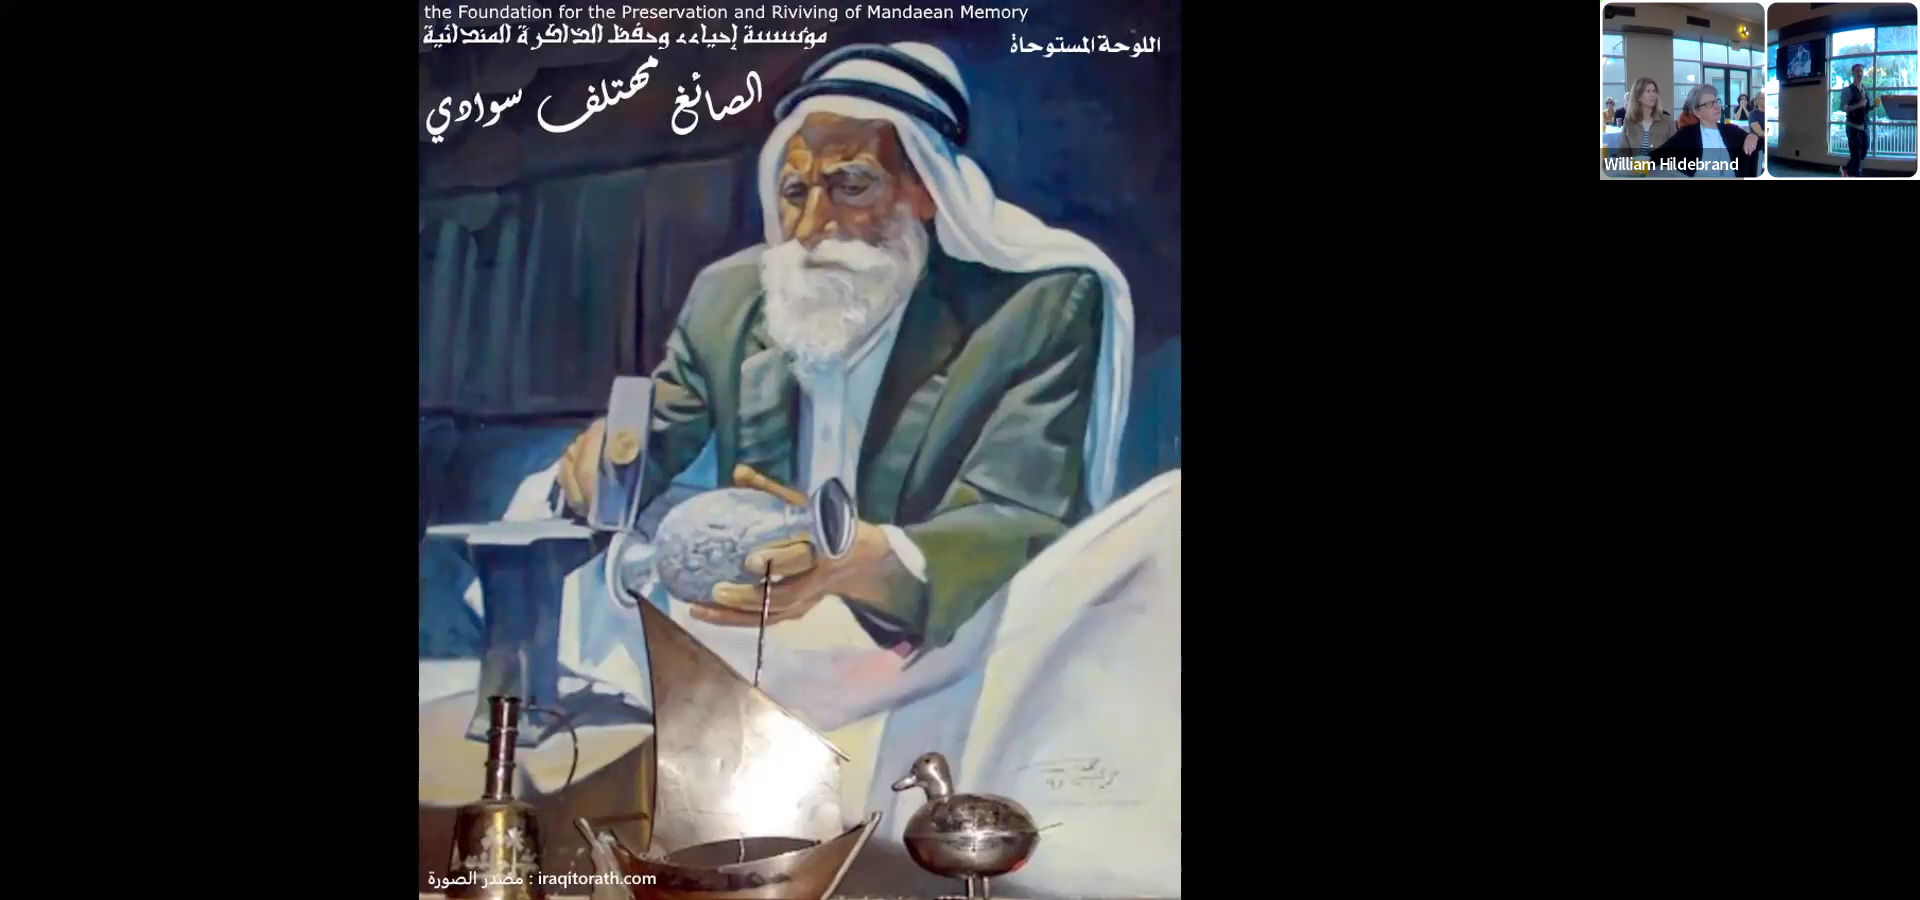 the Foundation for the Preservation and Riviving of Mandaean Memory
مؤسسة إحياء وحفظ الذاكرة المندائية
اللوحة المستوحاة
الصائغ مهتلف سوادي
مصدر الصورة : iraqitorath.com
William Hildebrand